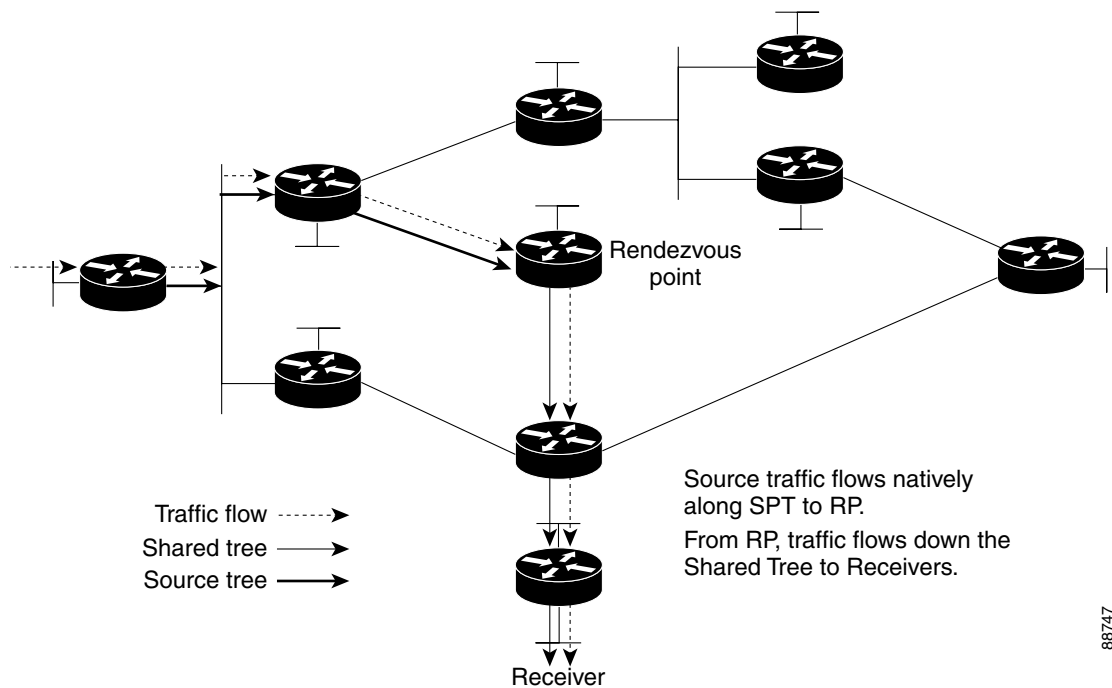 Rendezvous
point
Traffic flow
Shared tree
Source tree
Source traffic flows natively
along SPT to RP.
From RP, traffic flows down the
Shared Tree to Receivers.
Receiver
88747